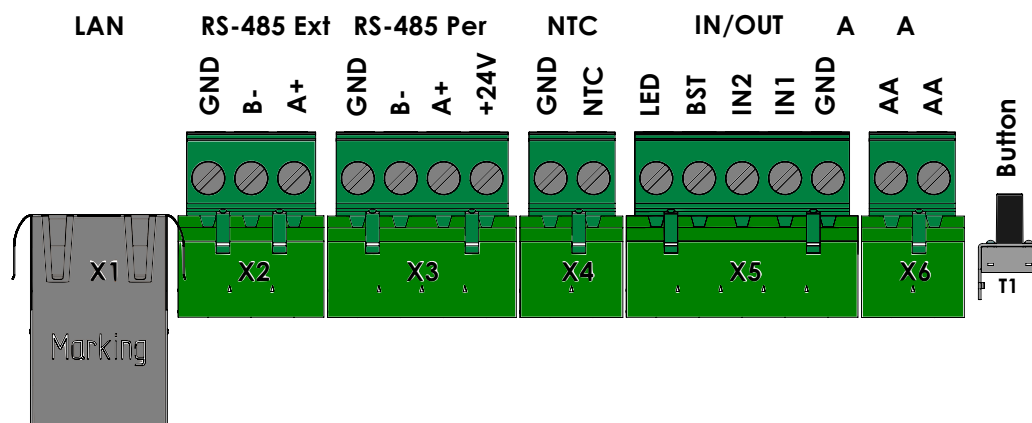 LAN RS-485 Ext RS-485 Per NTC IN/OUT A A
GND B- A+ GND B- A+ +24V GND NTC LED BST IN2 IN1 GND AA AA
Button
X1 X2 X3 X4 X5 X6 T1
Marking